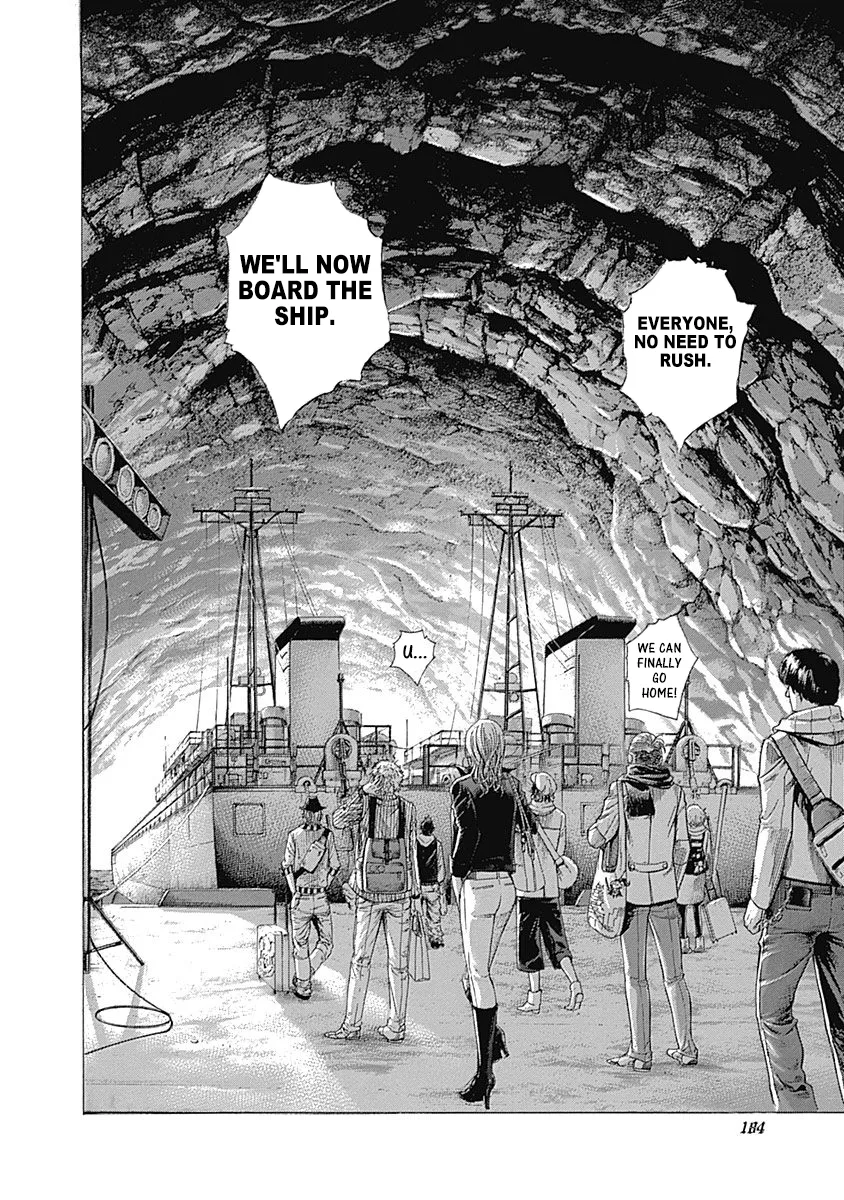 EVERYONE,
NO NEED TO
RUSH.
WE'LL NOW
BOARD THE
SHIP.
WE CAN
FINALLY
GO
HOME!
U...
184